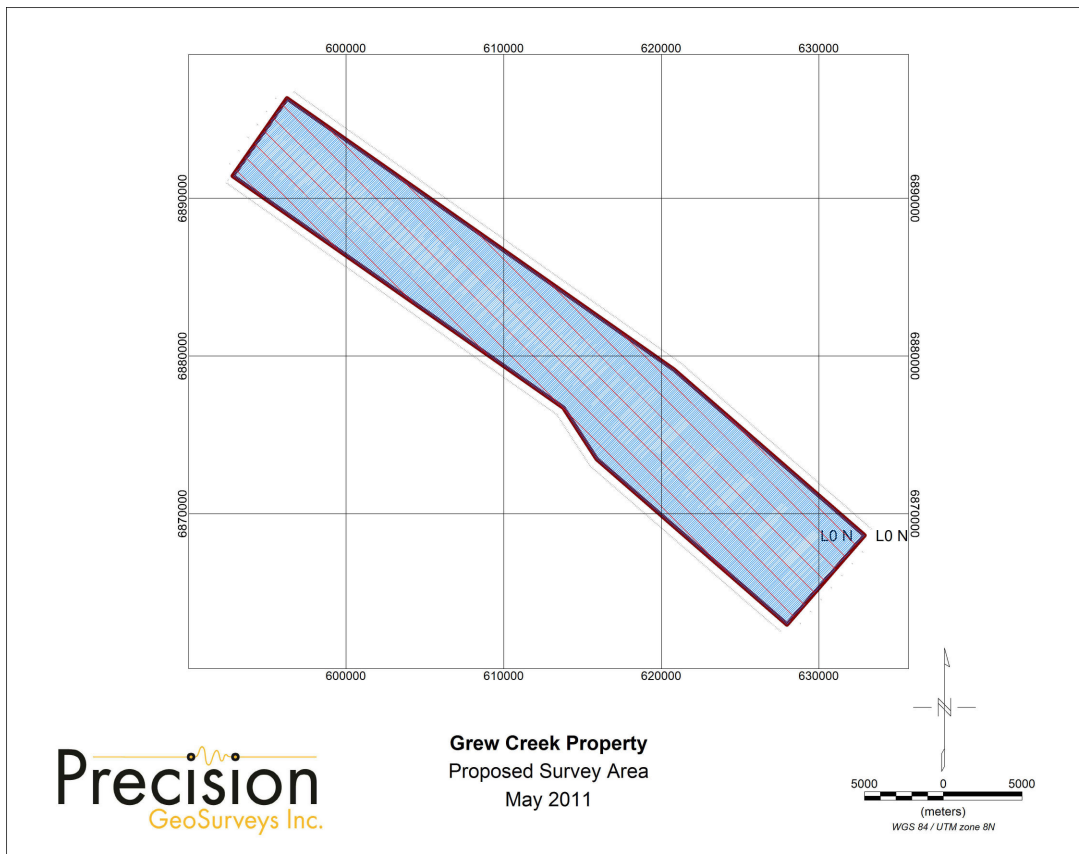 600000 610000 620000 630000
6890000 6890000
6880000 6880000
6870000 6870000
L0 N L0 N
600000 610000 620000 630000
N
Precision
GeoSurveys Inc.
Grew Creek Property
Proposed Survey Area
May 2011
5000 0 5000
(meters)
WGS 84 / UTM zone 8N